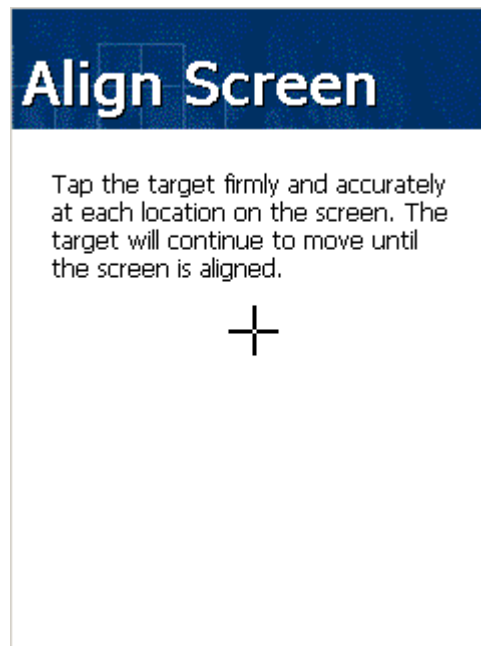 Align Screen
Tap the target firmly and accurately
at each location on the screen. The
target will continue to move until
the screen is aligned.